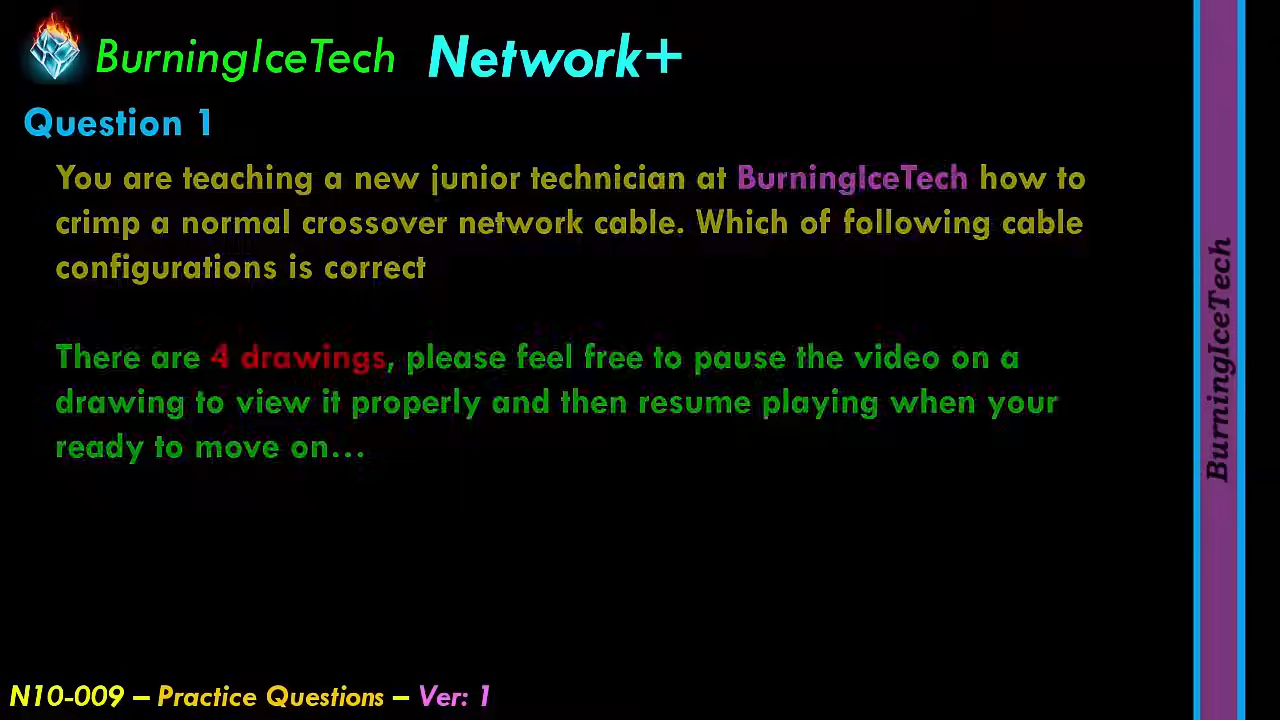 BurningIceTech Network+
Question 1
You are teaching a new junior technician at BurningIceTech how to
crimp a normal crossover network cable. Which of following cable
configurations is correct
There are 4 drawings, please feel free to pause the video on a
drawing to view it properly and then resume playing when your
ready to move on...
BurningIceTech
N10-009 – Practice Questions – Ver: 1